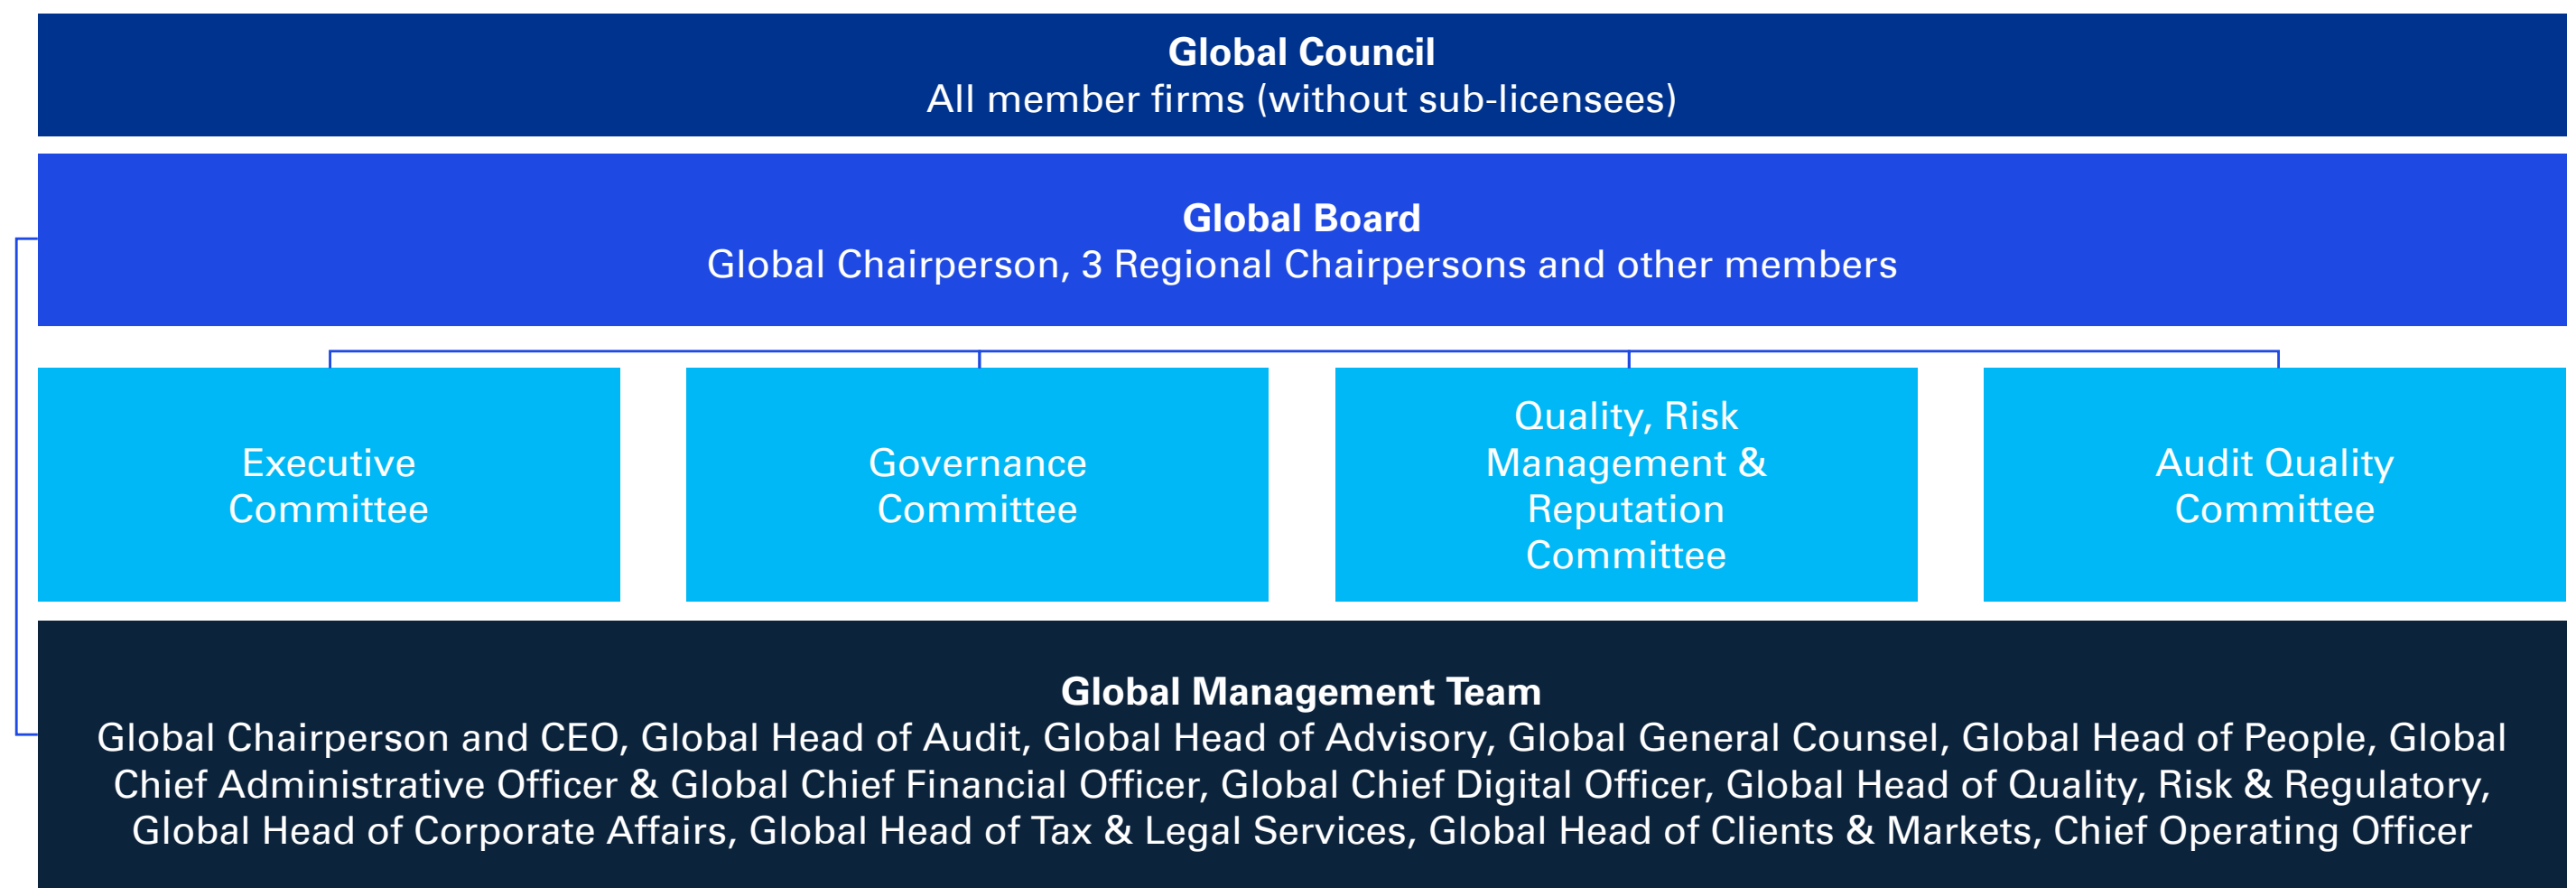 Global Council
All member firms (without sub-licensees)
Global Board
Global Chairperson, 3 Regional Chairpersons and other members
Executive
Committee
Governance
Committee
Quality, Risk
Management &
Reputation
Committee
Audit Quality
Committee
Global Management Team
Global Chairperson and CEO, Global Head of Audit, Global Head of Advisory, Global General Counsel, Global Head of People, Global
Chief Administrative Officer & Global Chief Financial Officer, Global Chief Digital Officer, Global Head of Quality, Risk & Regulatory,
Global Head of Corporate Affairs, Global Head of Tax & Legal Services, Global Head of Clients & Markets, Chief Operating Officer